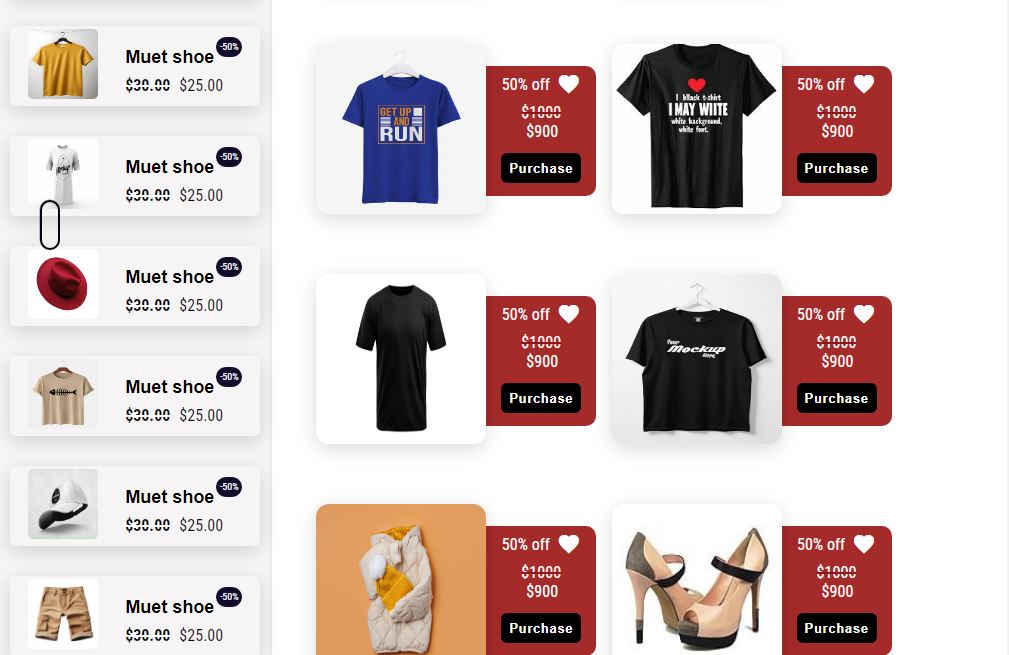 Muet shoe -50%
$30.00 $25.00
Muet shoe -50%
$30.00 $25.00
Muet shoe -50%
$30.00 $25.00
Muet shoe -50%
$30.00 $25.00
Muet shoe -50%
$30.00 $25.00
Muet shoe -50%
$30.00 $25.00
GET UP
AND
RUN
50% off
$1000
$900
Purchase
I bllack t-shirt
I MAY WIITE
white background,
white font.
50% off
$1000
$900
Purchase
50% off
$1000
$900
Purchase
Your
Mockup
Here
50% off
$1000
$900
Purchase
50% off
$1000
$900
Purchase
50% off
$1000
$900
Purchase